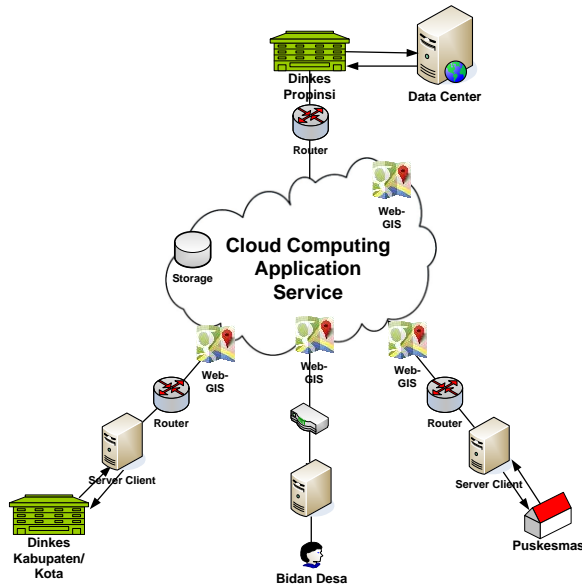 Dinkes
Propinsi
Data Center
Router
Web-
GIS
Cloud Computing
Application
Service
Storage
Web-
GIS
Web-
GIS
Web-
GIS
Router
Router
Server Client
Server Client
Dinkes
Kabupaten/
Kota
Bidan Desa
Puskesmas